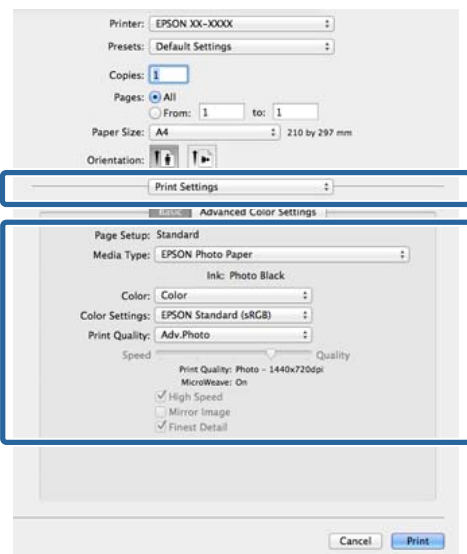 Printer: EPSON XX-XXXX
Presets: Default Settings
Copies: 1
Pages: All
From: 1 to: 1
Paper Size: A4 210 by 297 mm
Orientation:
Print Settings
Basic Advanced Color Settings
Page Setup: Standard
Media Type: EPSON Photo Paper
Ink: Photo Black
Color: Color
Color Settings: EPSON Standard (sRGB)
Print Quality: Adv.Photo
Speed Quality
Print Quality: Photo - 1440x720dpi
MicroWeave: On
High Speed
Mirror Image
Finest Detail
Cancel Print